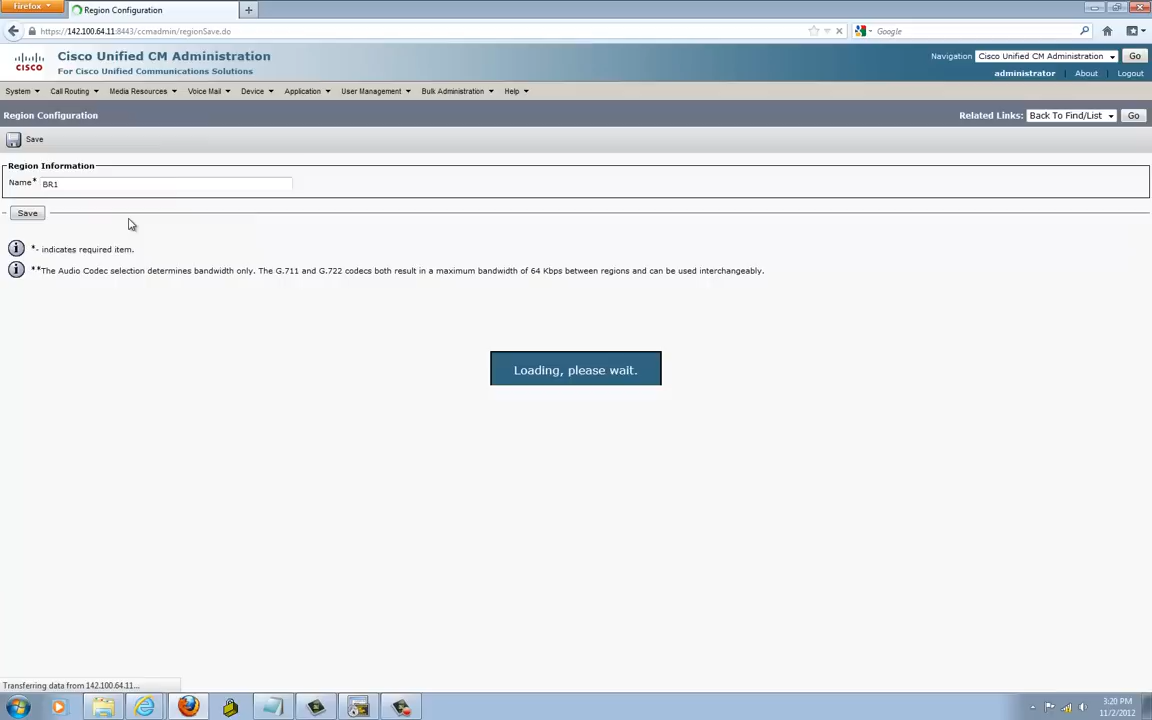 Firefox
Region Configuration
https://142.100.64.11:8443/ccmadmin/regionSave.do
Google
Cisco Unified CM Administration
For Cisco Unified Communications Solutions
CISCO
Navigation Cisco Unified CM Administration Go
administrator About Logout
System Call Routing Media Resources Voice Mail Device Application User Management Bulk Administration Help
Region Configuration
Related Links: Back To Find/List Go
Save
Region Information
Name* BR1
Save
*- indicates required item.
**The Audio Codec selection determines bandwidth only. The G.711 and G.722 codecs both result in a maximum bandwidth of 64 Kbps between regions and can be used interchangeably.
Loading, please wait.
Transferring data from 142.100.64.11...
3:20 PM
11/2/2012